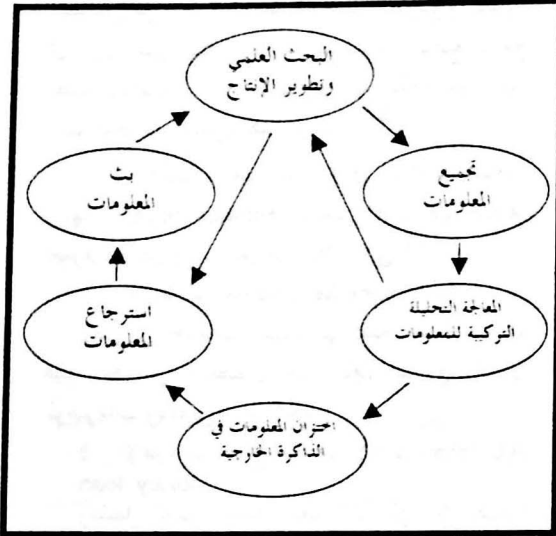 البحث العلمي
وتطوير الإنتاج
تجميع
المعلومات
المعالجة التحليلة
التركيبة للمعلومات
اختزان المعلومات في
الذاكرة الخارجية
استرجاع
المعلومات
بث
المعلومات